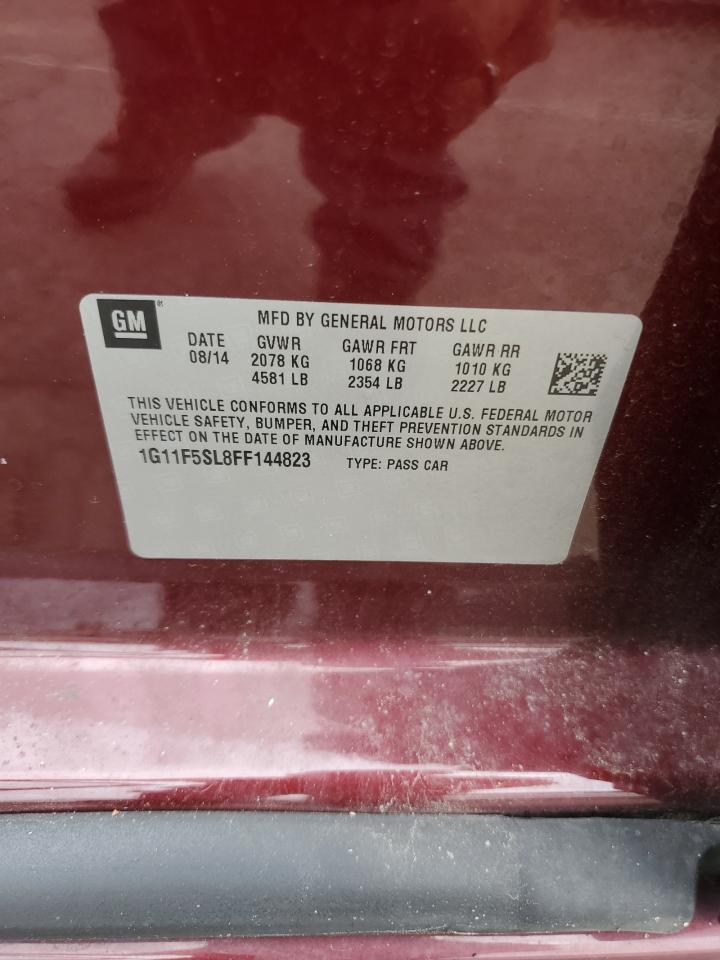 GM
MFD BY GENERAL MOTORS LLC
DATE GVWR GAWR FRT GAWR RR
08/14 2078 KG 1068 KG 1010 KG
4581 LB 2354 LB 2227 LB
THIS VEHICLE CONFORMS TO ALL APPLICABLE U.S. FEDERAL MOTOR
VEHICLE SAFETY, BUMPER, AND THEFT PREVENTION STANDARDS IN
EFFECT ON THE DATE OF MANUFACTURE SHOWN ABOVE.
1G11F5SL8FF144823 TYPE: PASS CAR